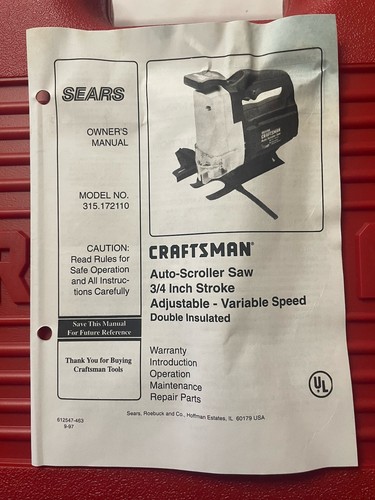 SEARS
OWNER'S
MANUAL
MODEL NO.
315.172110
CAUTION:
Read Rules for
Safe Operation
and All Instruc-
tions Carefully
Save This Manual
For Future Reference
Thank You for Buying
Craftsman Tools
CRAFTSMAN®
Auto-Scroller Saw
3/4 Inch Stroke
Adjustable - Variable Speed
Double Insulated
Warranty
Introduction
Operation
Maintenance
Repair Parts
UL
Sears, Roebuck and Co., Hoffman Estates, IL 60179 USA
612547-463
9-97
CRAFTSMAN
R